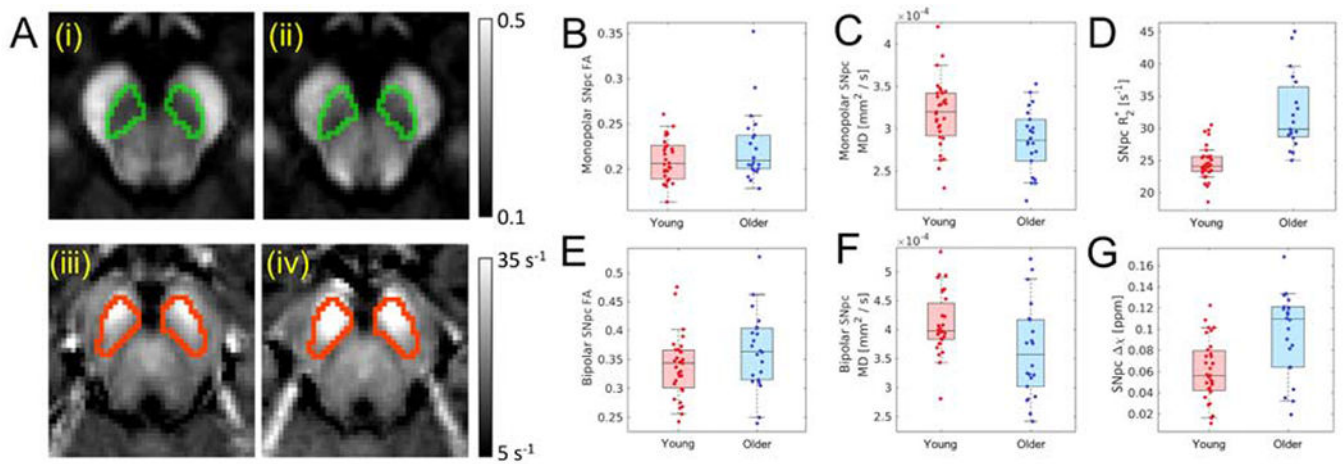 A
(i)
(ii)
0.5
0.1
(iii)
(iv)
35 s⁻¹
5 s⁻¹
B
Monopolar SNpc FA
0.35
0.3
0.25
0.2
Young
Older
C
×10⁻⁴
Monopolar SNpc
MD [mm² / s]
4
3.5
3
2.5
Young
Older
D
SNpc R₂* [s⁻¹]
45
40
35
30
25
20
Young
Older
E
Bipolar SNpc FA
0.5
0.45
0.4
0.35
0.3
0.25
Young
Older
F
×10⁻⁴
Bipolar SNpc
MD [mm² / s]
5
4.5
4
3.5
3
2.5
Young
Older
G
SNpc Δχ (ppm)
0.16
0.14
0.12
0.10
0.08
0.06
0.04
0.02
Young
Older